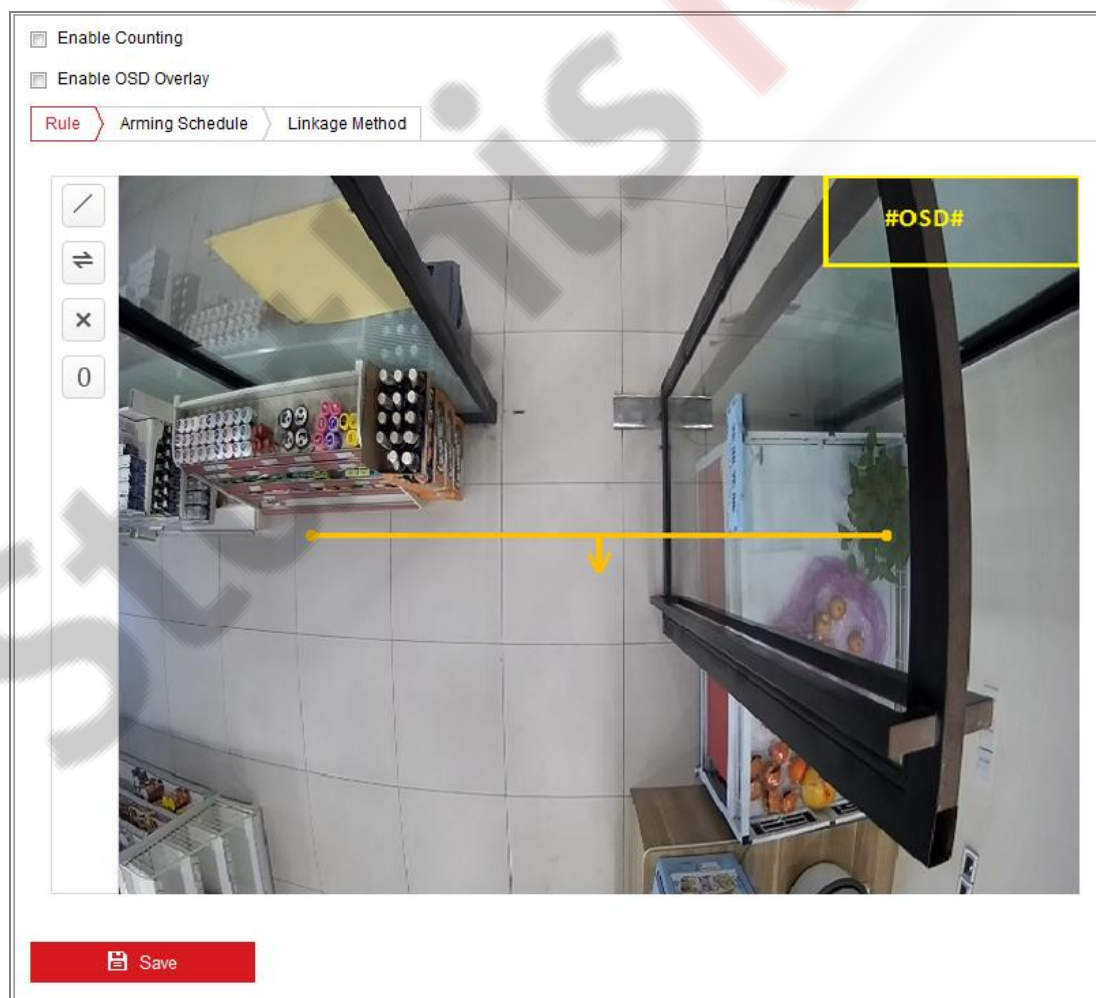 Enable Counting
Enable OSD Overlay
Rule
Arming Schedule
Linkage Method
#OSD#
0
Save